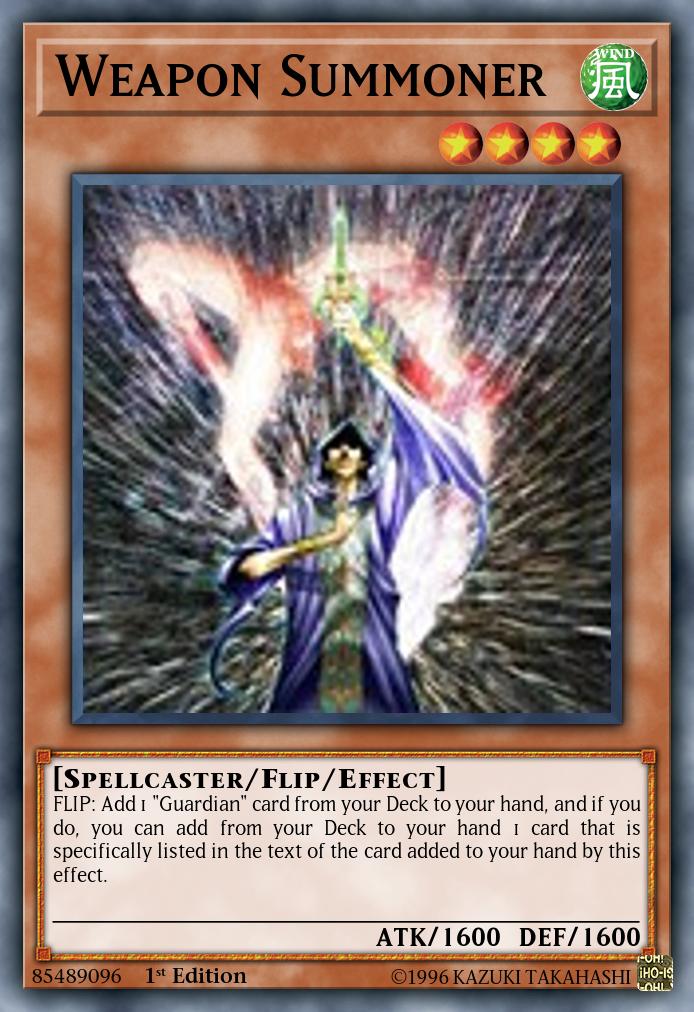 WEAPON SUMMONER
WIND
風
[SPELLCASTER/FLIP/EFFECT]
FLIP: Add 1 "Guardian" card from your Deck to your hand, and if you
do, you can add from your Deck to your hand 1 card that is
specifically listed in the text of the card added to your hand by this
effect.
ATK/1600 DEF/1600
85489096 1st Edition ©1996 KAZUKI TAKAHASHI